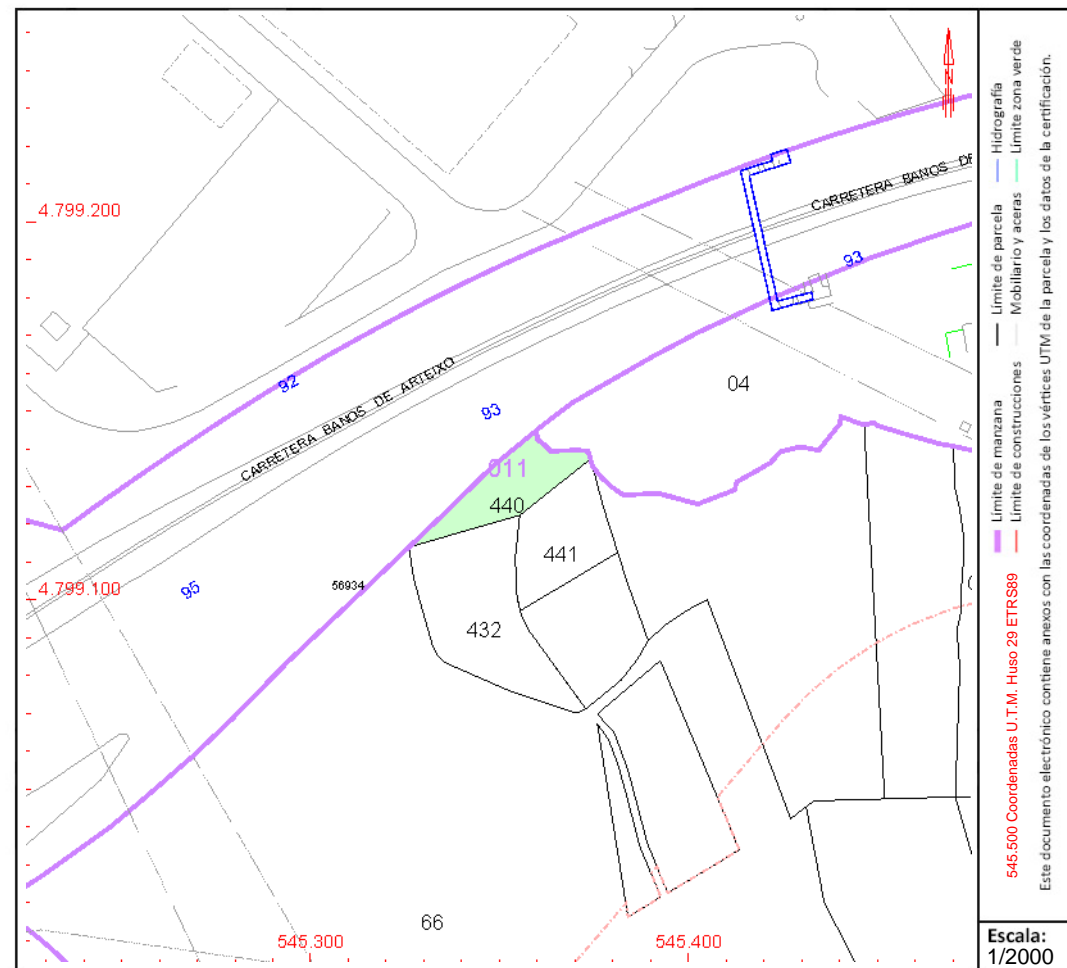 4.799.200
CARRETERA BANOS DE
93
92
CARRETERA BANOS DE ARTEIXO
93
04
011
440
441
4.799.100
95
56934
432
66
545.300
545.400
Límite de manzana
Límite de parcela
Hidrografía
Límite de construcciones
Mobiliario y aceras
Límite zona verde
545.500 Coordenadas U.T.M. Huso 29 ETRS89
Este documento electrónico contiene anexos con las coordenadas de los vértices UTM de la parcela y los datos de la certificación.
Escala:
1/2000